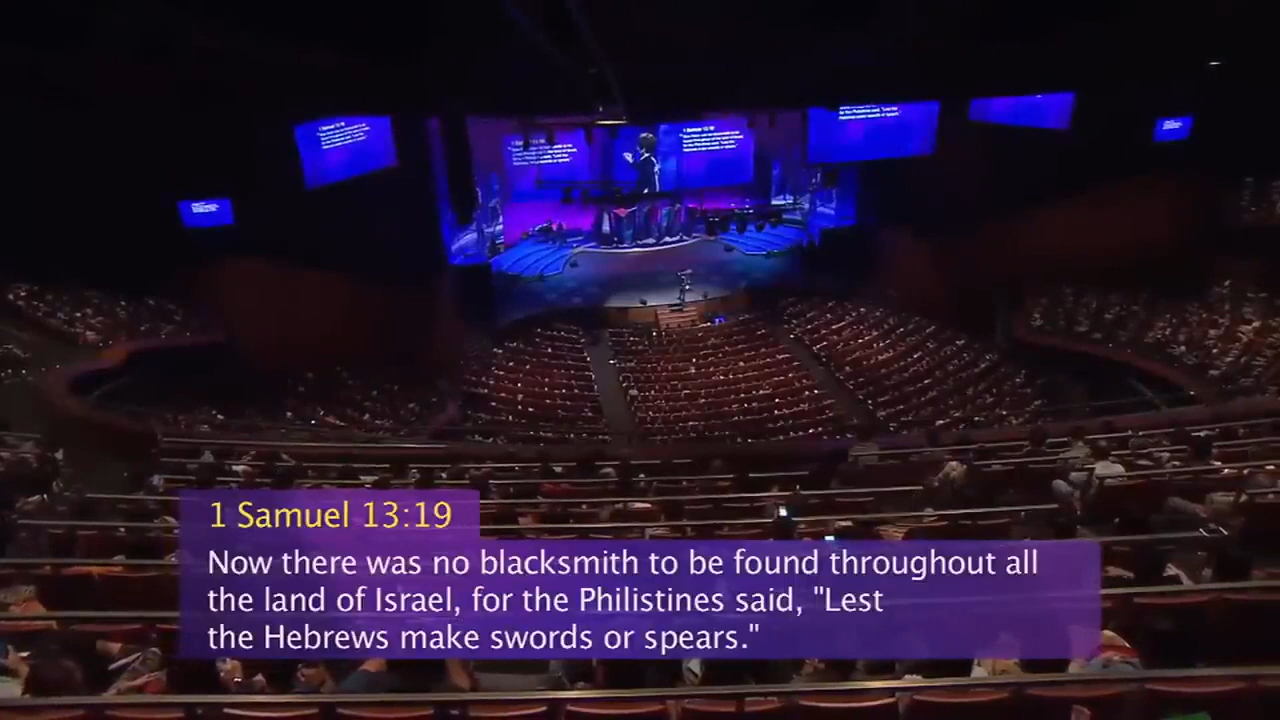 1 Samuel 13:19
Now there was no blacksmith to be found throughout all
the land of Israel, for the Philistines said, "Lest
the Hebrews make swords or spears."